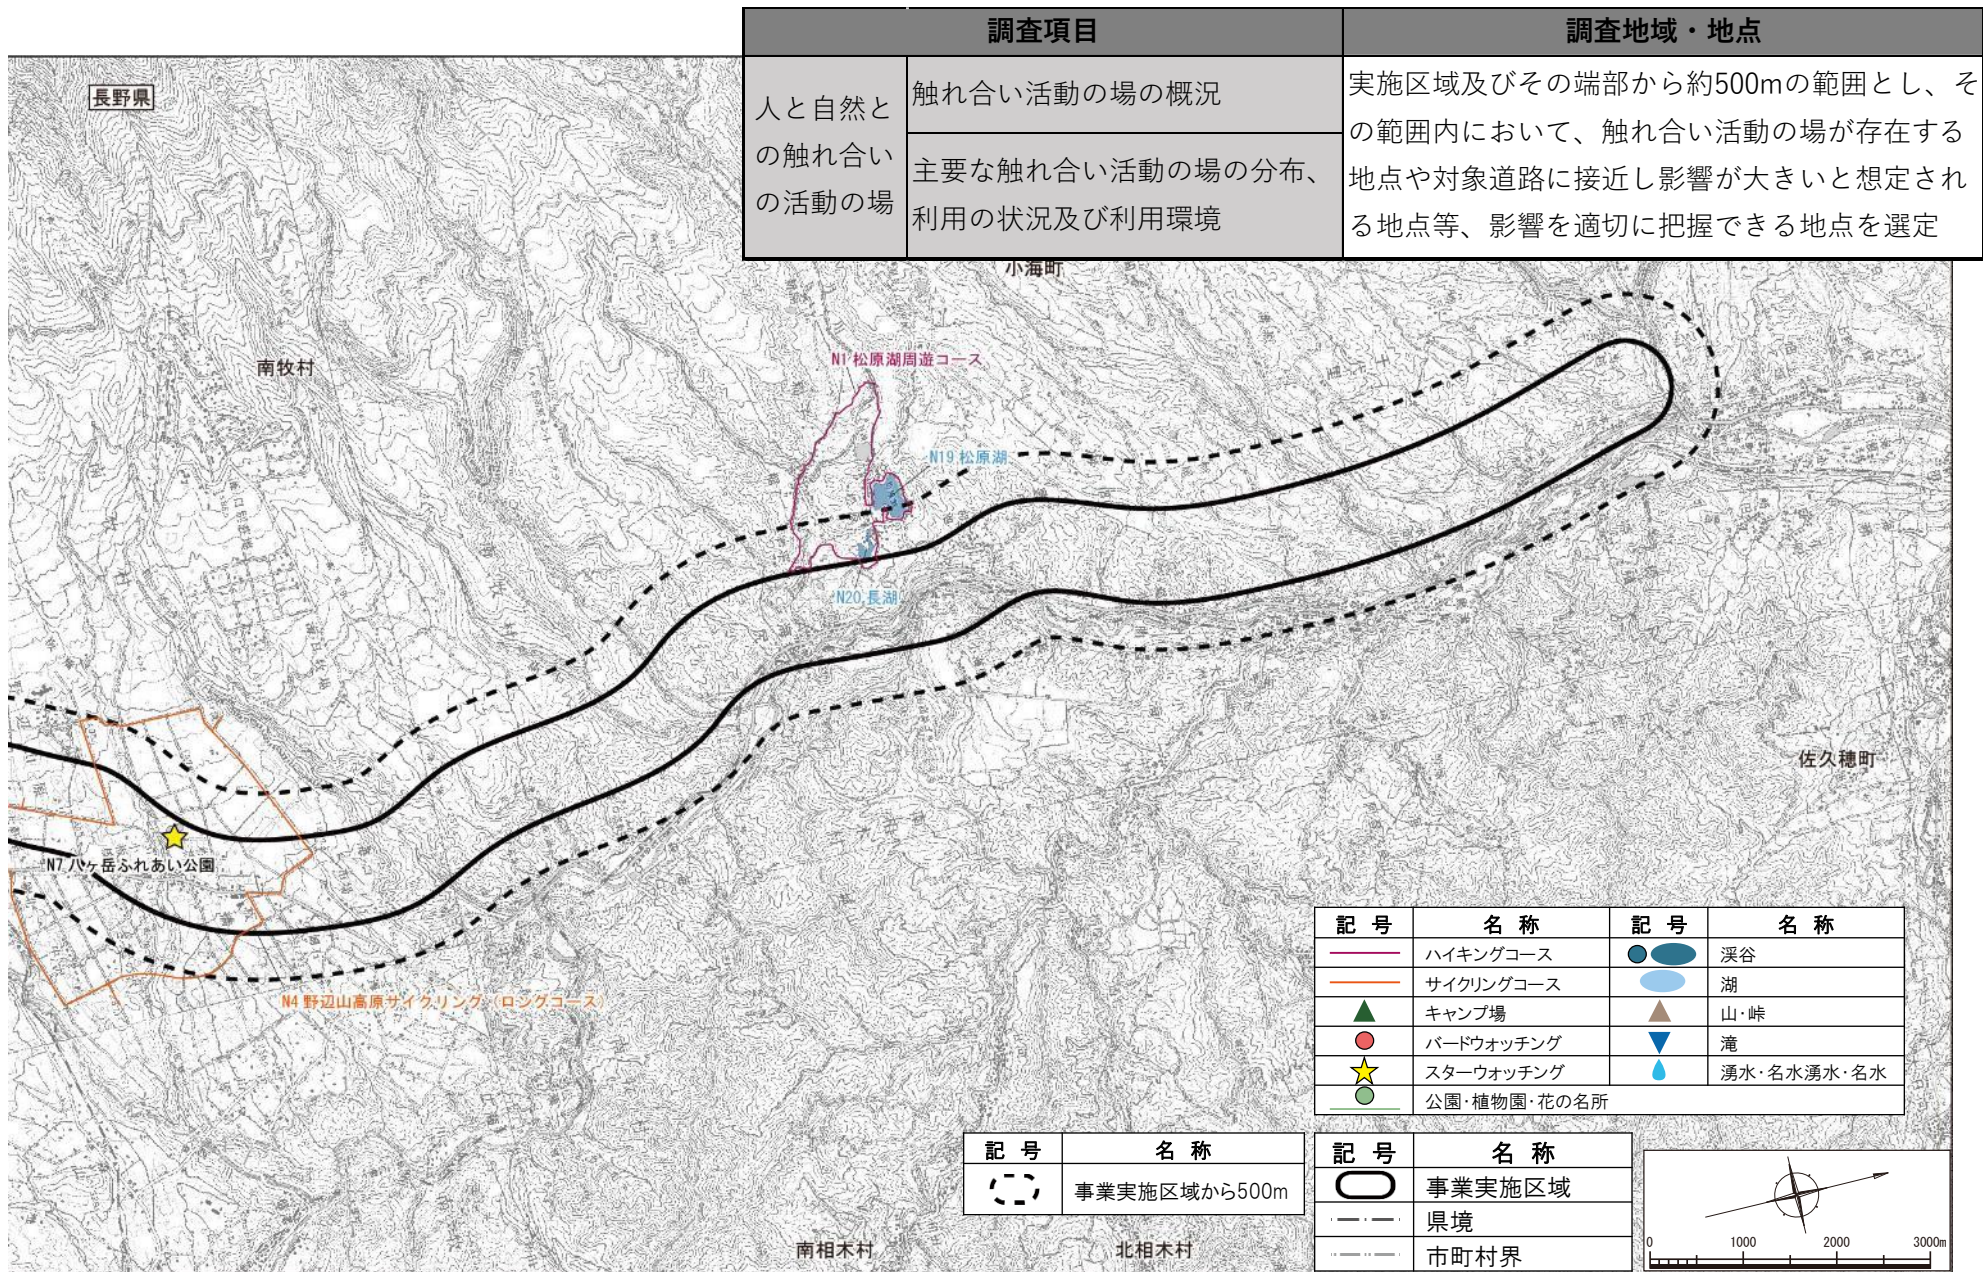 調査項目
調査地域・地点
人と自然と
の触れ合い
の活動の場
触れ合い活動の場の概況
主要な触れ合い活動の場の分布、
利用の状況及び利用環境
実施区域及びその端部から約500mの範囲とし、そ
の範囲内において、触れ合い活動の場が存在する
地点や対象道路に接近し影響が大きいと想定され
る地点等、影響を適切に把握できる地点を選定
長野県
小海町
南牧村
N1 松原湖周遊コース
N19 松原湖
N20 長湖
佐久穂町
N7 八ヶ岳ふれあい公園
N4 野辺山高原サイクリング（ロングコース）
南相木村
北相木村
記号 名称 記号 名称
ハイキングコース 渓谷
サイクリングコース 湖
キャンプ場 山・峠
バードウォッチング 滝
スターウォッチング 湧水・名水湧水・名水
公園・植物園・花の名所
記号 名称
事業実施区域から500m
記号 名称
事業実施区域
県境
市町村界
0 1000 2000 3000m